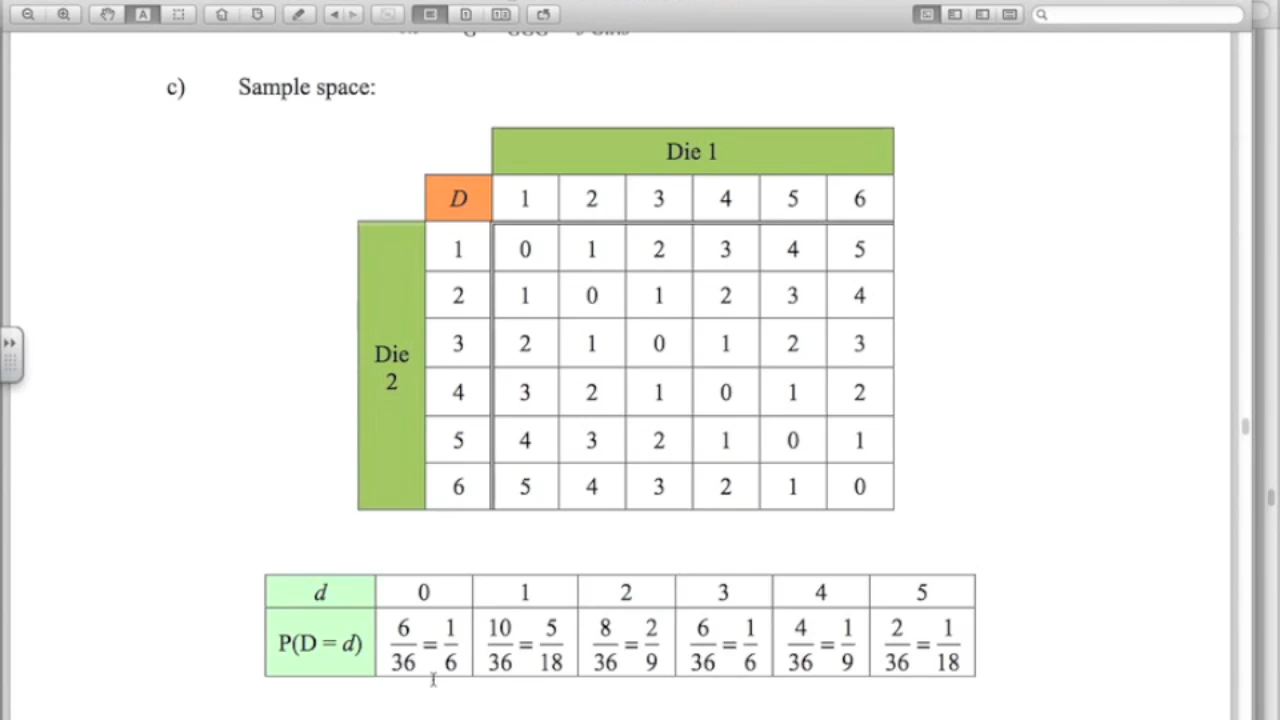 c) Sample space:
Die 1
D 1 2 3 4 5 6
1 0 1 2 3 4 5
2 1 0 1 2 3 4
3 2 1 0 1 2 3
Die 2
4 3 2 1 0 1 2
5 4 3 2 1 0 1
6 5 4 3 2 1 0
d 0 1 2 3 4 5
P(D = d) 6/36 = 1/6 10/36 = 5/18 8/36 = 2/9 6/36 = 1/6 4/36 = 1/9 2/36 = 1/18